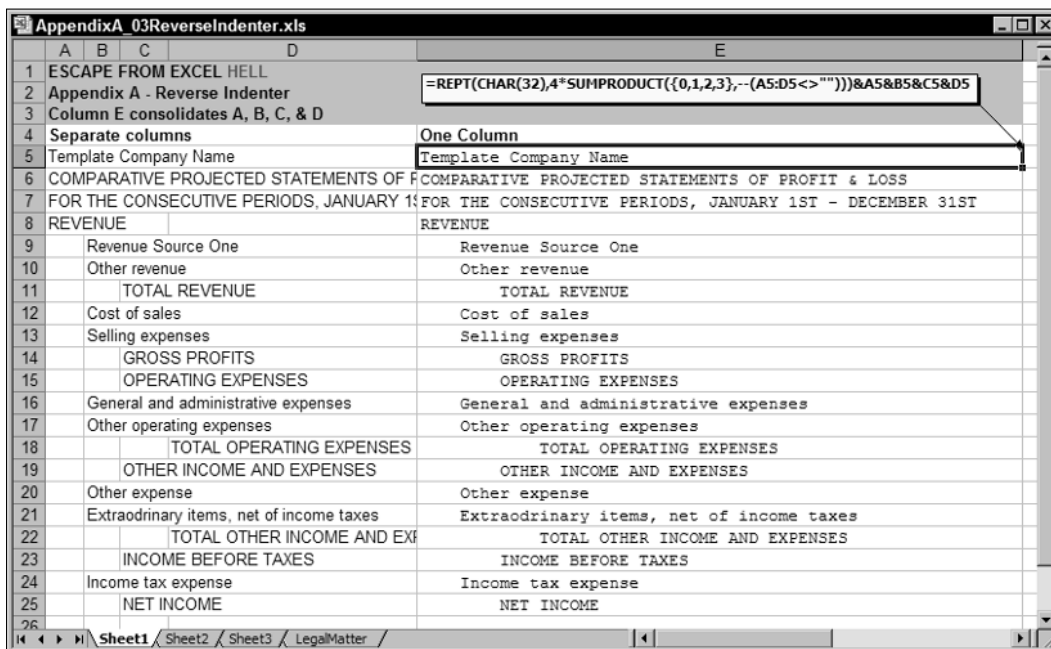 AppendixA_03ReverseIndenter.xls
A B C D E
1 ESCAPE FROM EXCEL HELL
=REPT(CHAR(32),4*SUMPRODUCT({0,1,2,3},--(A5:D5<>"")))&A5&B5&C5&D5
2 Appendix A - Reverse Indenter
3 Column E consolidates A, B, C, & D
4 Separate columns One Column
5 Template Company Name Template Company Name
6 COMPARATIVE PROJECTED STATEMENTS OF COMPARATIVE PROJECTED STATEMENTS OF PROFIT & LOSS
7 FOR THE CONSECUTIVE PERIODS, JANUARY FOR THE CONSECUTIVE PERIODS, JANUARY 1ST - DECEMBER 31ST
8 REVENUE REVENUE
9 Revenue Source One Revenue Source One
10 Other revenue Other revenue
11 TOTAL REVENUE TOTAL REVENUE
12 Cost of sales Cost of sales
13 Selling expenses Selling expenses
14 GROSS PROFITS GROSS PROFITS
15 OPERATING EXPENSES OPERATING EXPENSES
16 General and administrative expenses General and administrative expenses
17 Other operating expenses Other operating expenses
18 TOTAL OPERATING EXPENSES TOTAL OPERATING EXPENSES
19 OTHER INCOME AND EXPENSES OTHER INCOME AND EXPENSES
20 Other expense Other expense
21 Extraodrinary items, net of income taxes Extraodrinary items, net of income taxes
22 TOTAL OTHER INCOME AND TOTAL OTHER INCOME AND EXPENSES
23 INCOME BEFORE TAXES INCOME BEFORE TAXES
24 Income tax expense Income tax expense
25 NET INCOME NET INCOME
26
Sheet1 Sheet2 Sheet3 LegalMatter